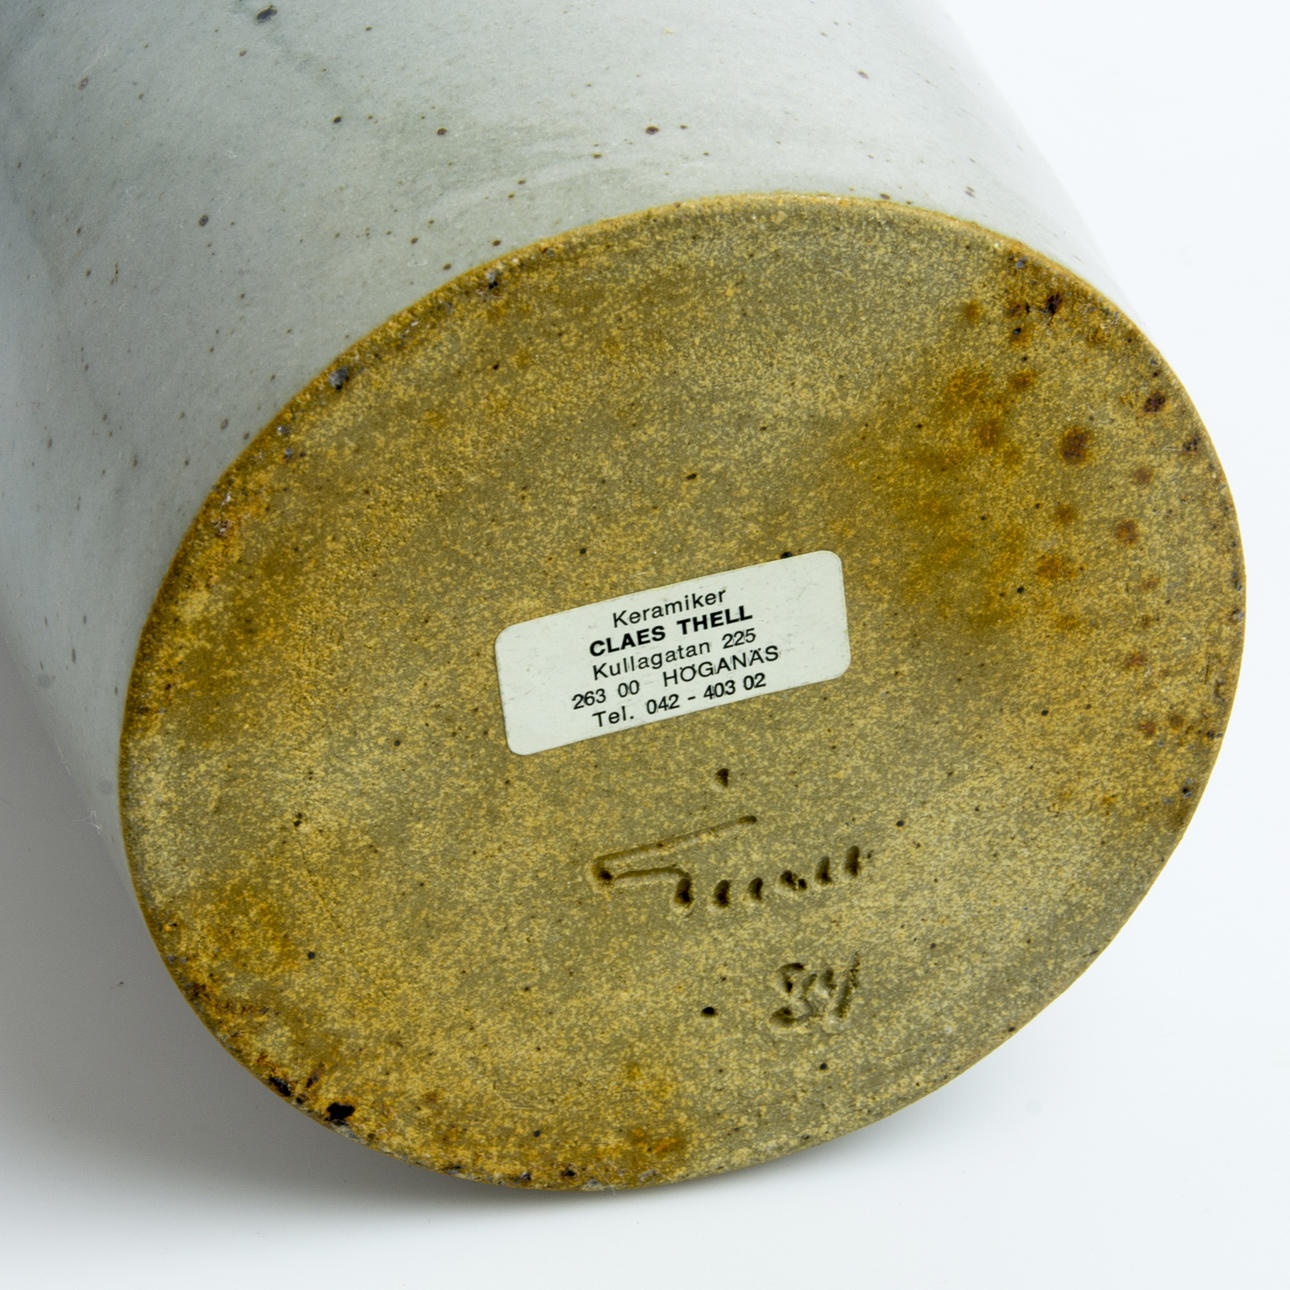 Keramiker
CLAES THELL
Kullagatan 225
263 00 HÖGANÄS
Tel. 042 - 403 02